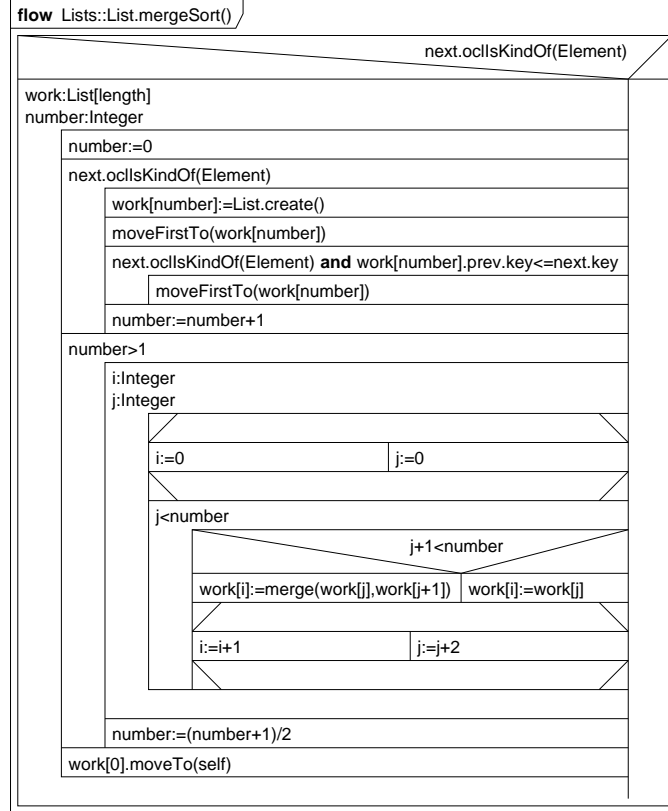 flow Lists::List.mergeSort()
next.oclIsKindOf(Element)
work:List[length]
number:Integer
number:=0
next.oclIsKindOf(Element)
work[number]:=List.create()
moveFirstTo(work[number])
next.oclIsKindOf(Element) and work[number].prev.key<=next.key
moveFirstTo(work[number])
number:=number+1
number>1
i:Integer
j:Integer
i:=0 j:=0
j<number
j+1<number
work[i]:=merge(work[j],work[j+1]) work[i]:=work[j]
i:=i+1 j:=j+2
number:=(number+1)/2
work[0].moveTo(self)